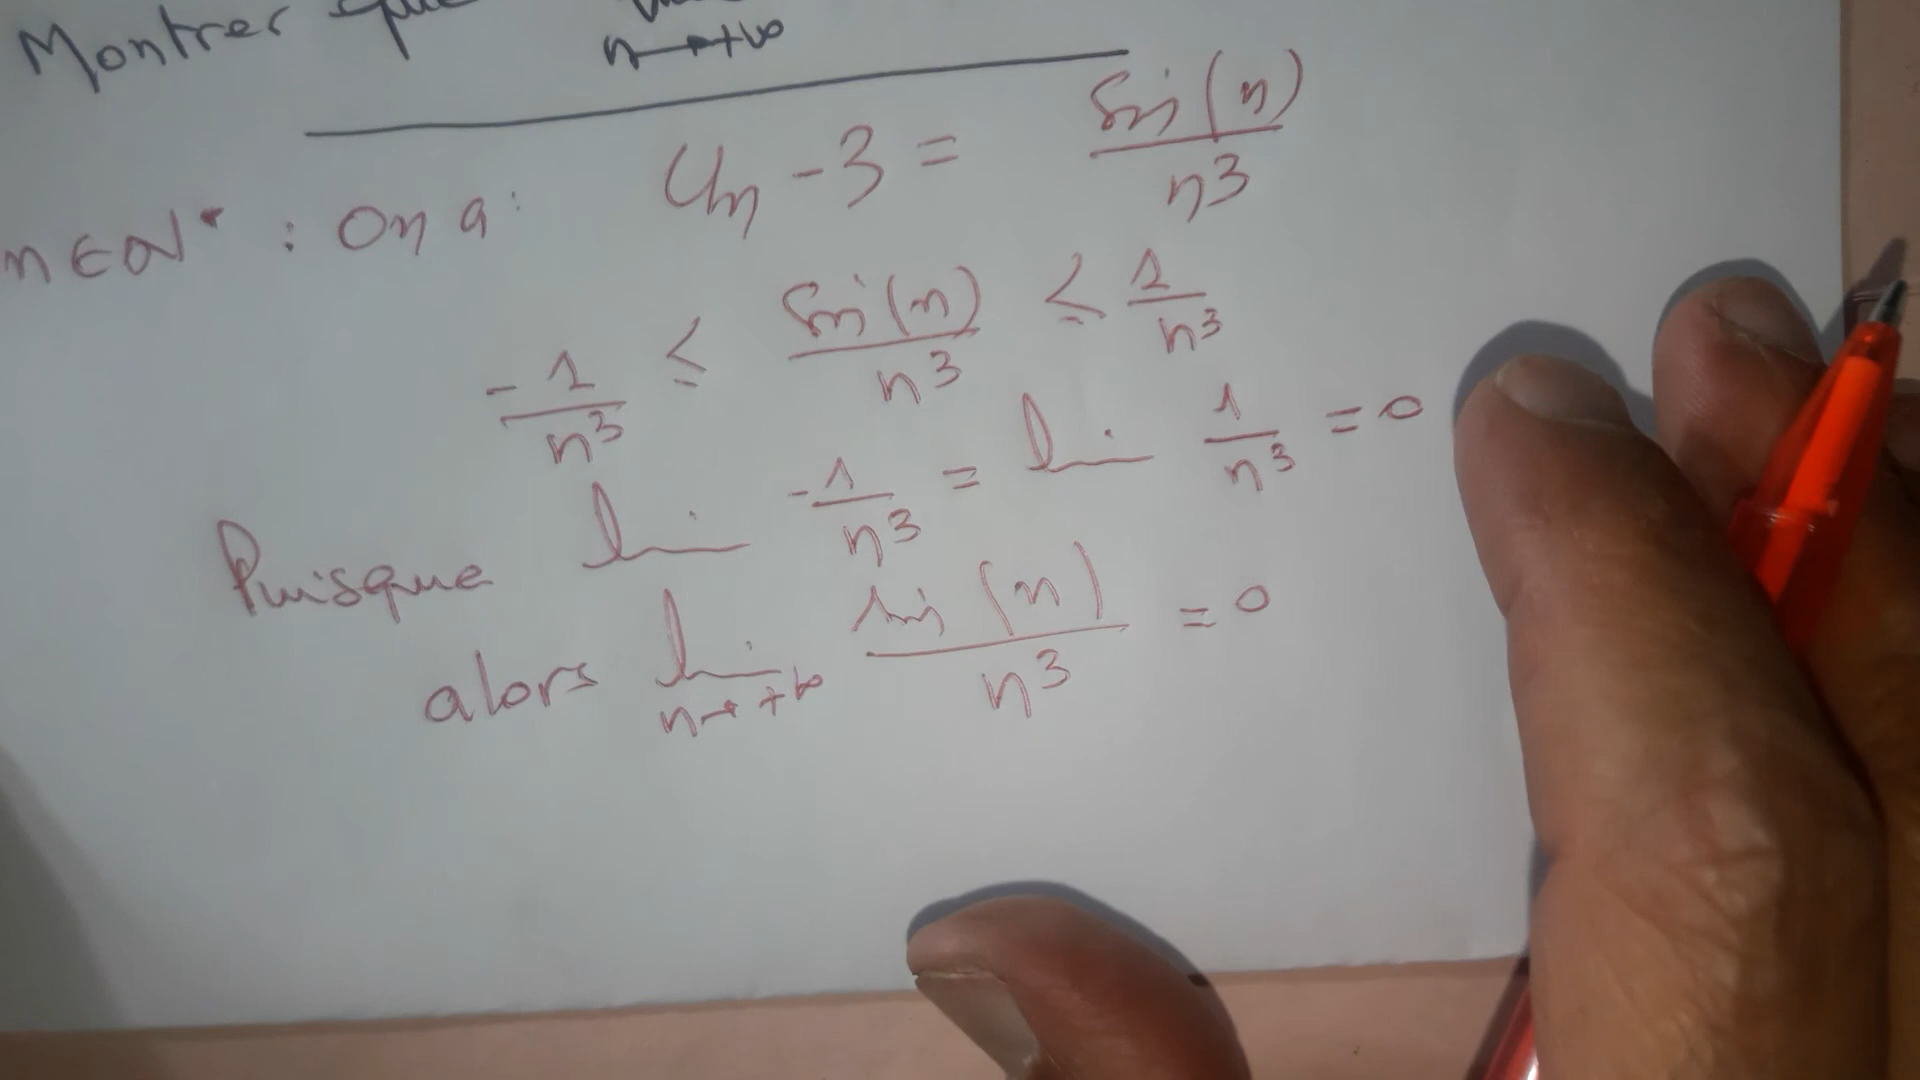 Montrer que
n→+∞
n∈ℕ* : On a : Un - 3 = sin(n)/n³
-1/n³ ≤ sin(n)/n³ ≤ 1/n³
Puisque lim -1/n³ = lim 1/n³ = 0
alors lim n→+∞ sin(n)/n³ = 0